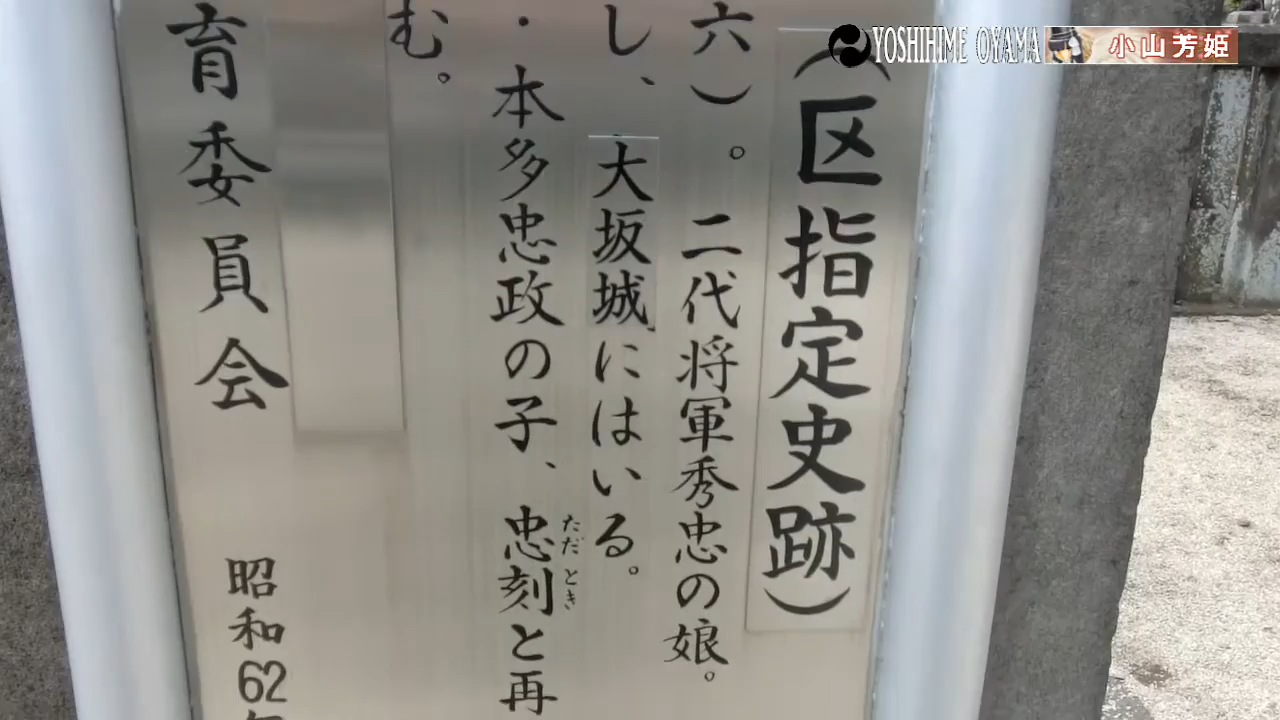 YOSHIHIME OYAMA 小山芳姫
(区指定史跡)
六)。二代将軍秀忠の娘。
し、大坂城にはいる。
・本多忠政の子、忠刻と再
ただとき
む。
育委員会 昭和62年